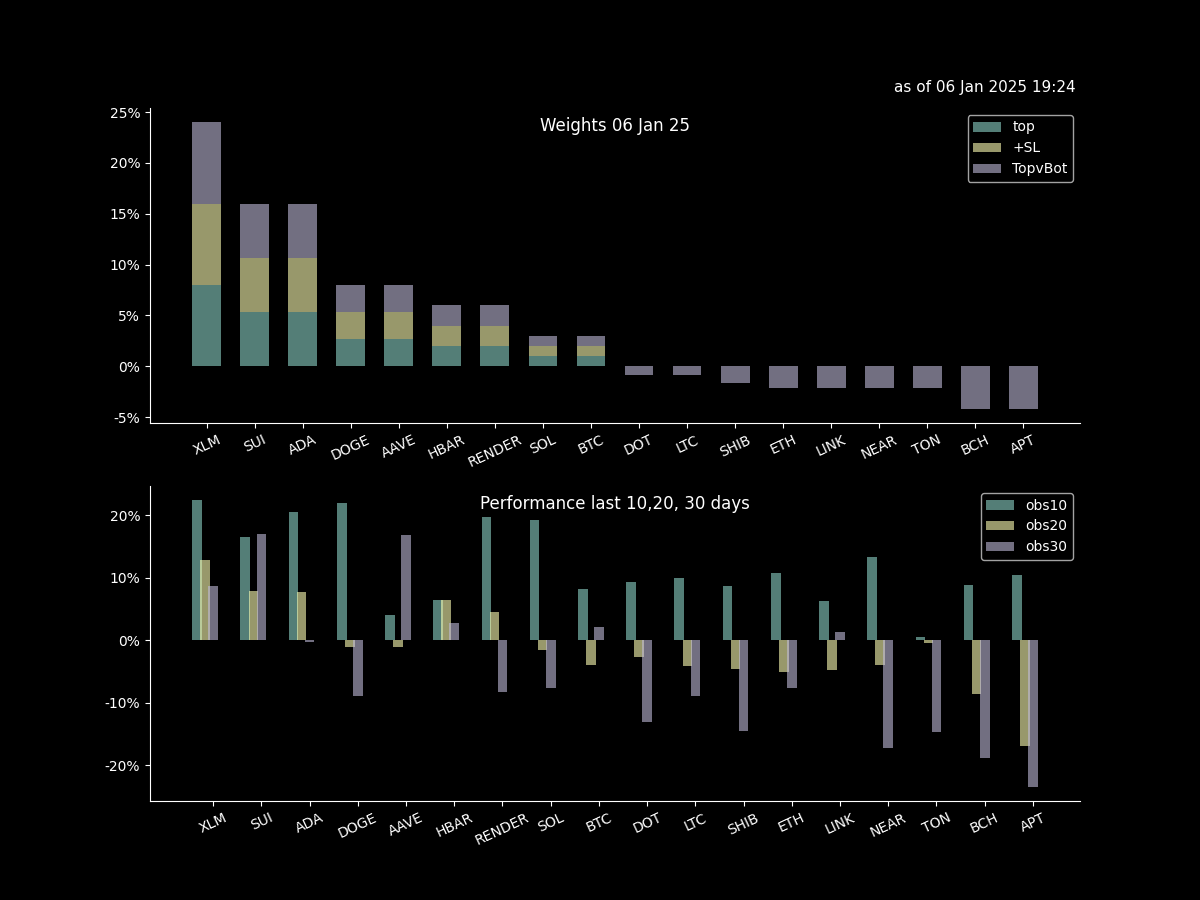 as of 06 Jan 2025 19:24
Weights 06 Jan 25
top
+SL
TopvBot
25%
20%
15%
10%
5%
0%
-5%
XLM SUI ADA DOGE AAVE HBAR RENDER SOL BTC DOT LTC SHIB ETH LINK NEAR TON BCH APT
Performance last 10,20, 30 days
obs10
obs20
obs30
20%
10%
0%
-10%
-20%
XLM SUI ADA DOGE AAVE HBAR RENDER SOL BTC DOT LTC SHIB ETH LINK NEAR TON BCH APT